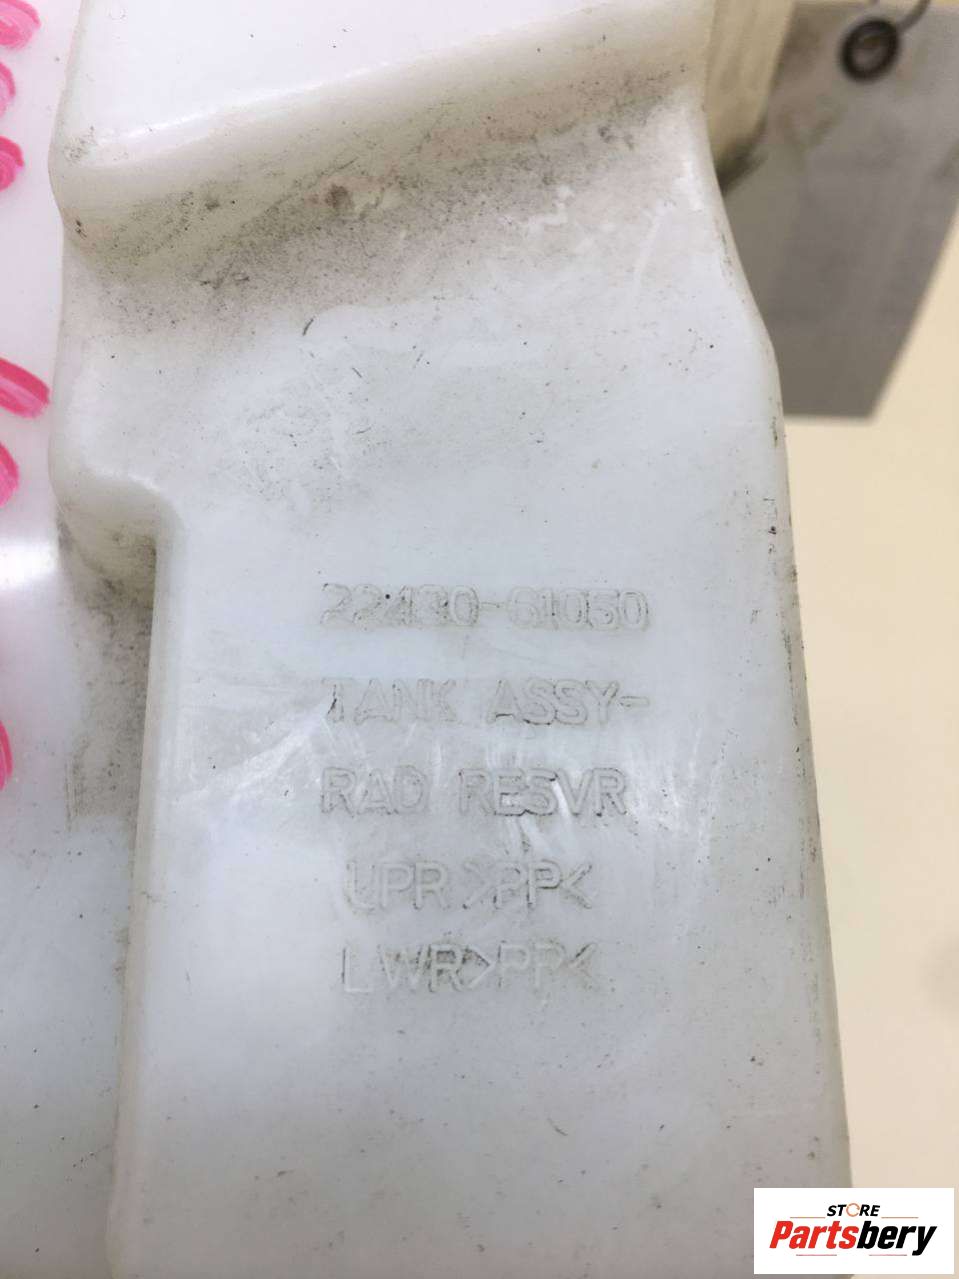 22430-61050
TANK ASSY-
RAD RESVR
UPR >PP<
LWR >PP<
STORE
Partsbery